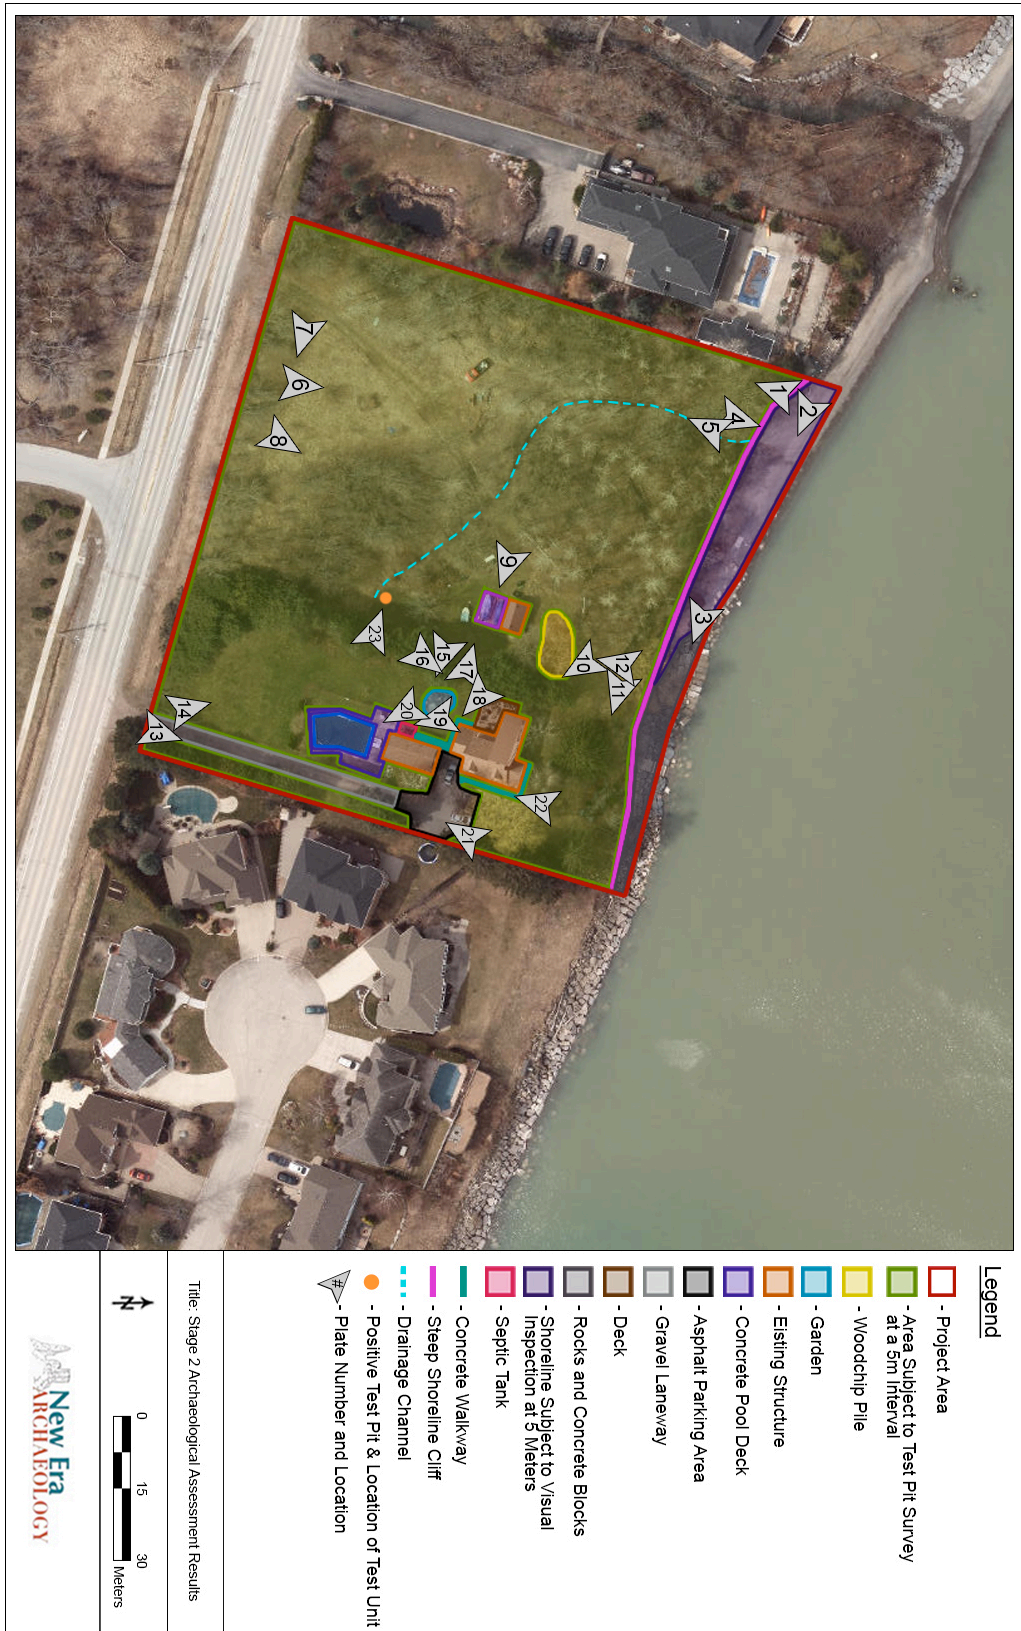 1
2
3
4
5
6
7
8
9
10
11
12
13
14
15
16
17
18
19
20
21
22
23
Legend
- Project Area
- Area Subject to Test Pit Survey
at a 5m Interval
- Woodchip Pile
- Garden
- Eisting Structure
- Concrete Pool Deck
- Asphalt Parking Area
- Gravel Laneway
- Deck
- Rocks and Concrete Blocks
- Shoreline Subject to Visual
Inspection at 5 Meters
- Septic Tank
- Concrete Walkway
- Steep Shoreline Cliff
- Drainage Channel
- Positive Test Pit & Location of Test Unit
# - Plate Number and Location
Title: Stage 2 Archaeological Assessment Results
N
0 15 30
Meters
New Era
ARCHAEOLOGY